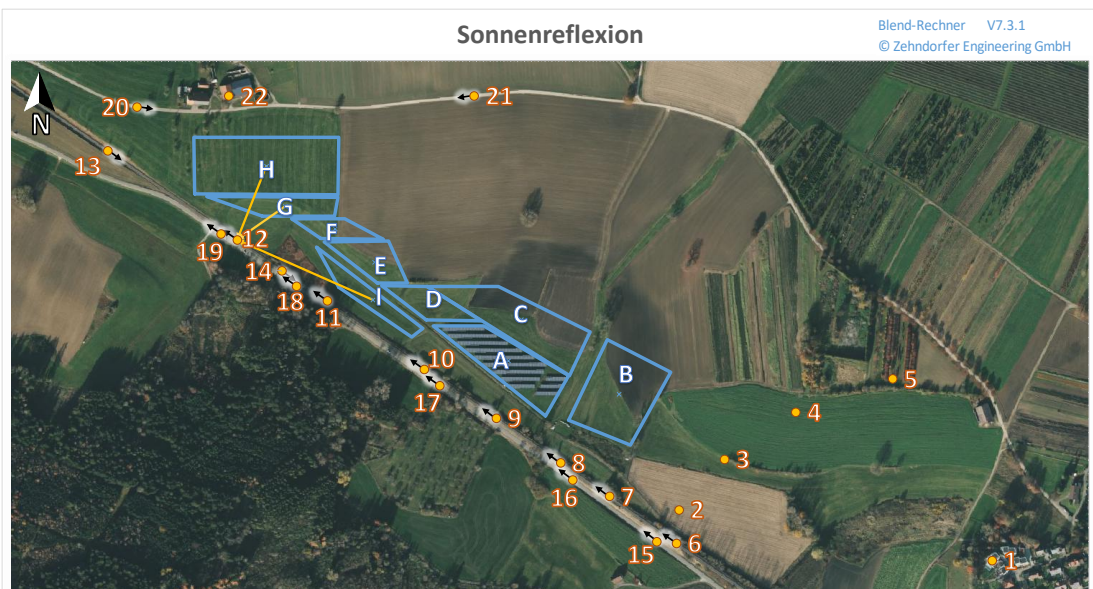 Sonnenreflexion
Blend-Rechner V7.3.1
© Zehndorfer Engineering GmbH
N
20
22
21
13
H
G
F
12
19
14
18
11
E
I
D
C
A
B
10
17
9
5
4
3
8
16
7
2
15
6
1